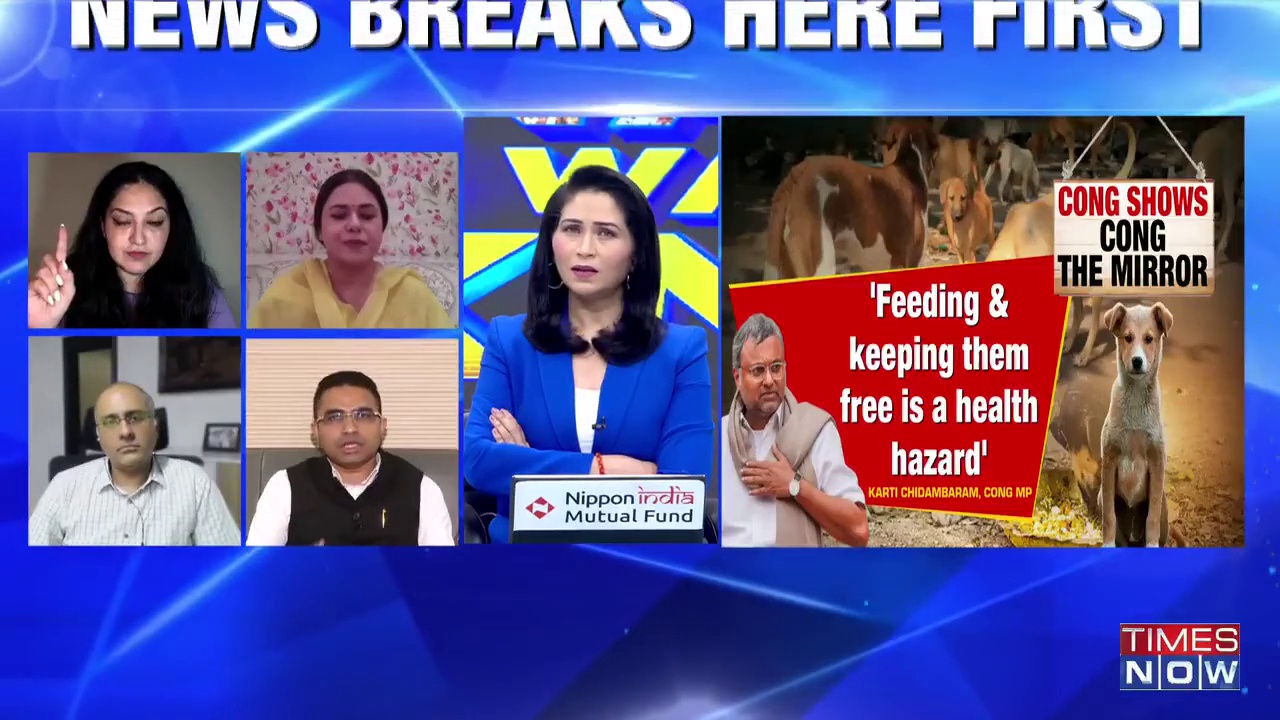 NEWS BREAKS HERE FIRST
CONG SHOWS
CONG
THE MIRROR
'Feeding &
keeping them
free is a health
hazard'
KARTI CHIDAMBARAM, CONG MP
Nippon india
Mutual Fund
TIMES
NOW